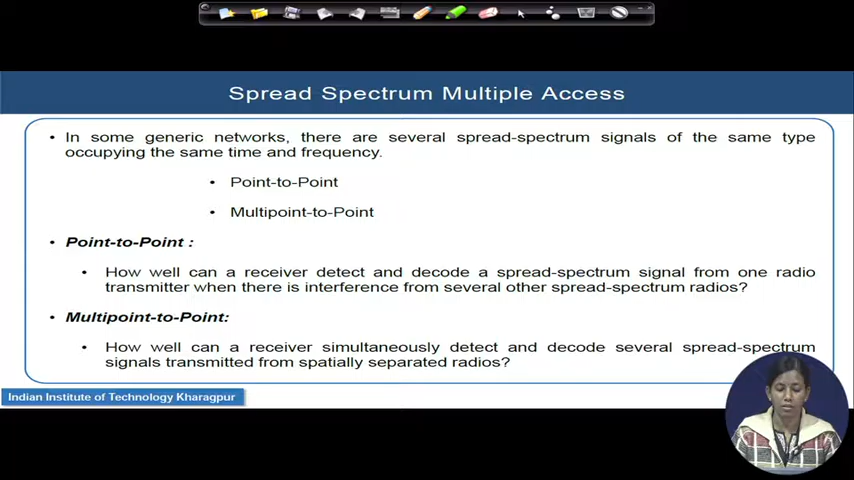 Spread Spectrum Multiple Access
• In some generic networks, there are several spread-spectrum signals of the same type
occupying the same time and frequency.
• Point-to-Point
• Multipoint-to-Point
• Point-to-Point :
• How well can a receiver detect and decode a spread-spectrum signal from one radio
transmitter when there is interference from several other spread-spectrum radios?
• Multipoint-to-Point:
• How well can a receiver simultaneously detect and decode several spread-spectrum
signals transmitted from spatially separated radios?
Indian Institute of Technology Kharagpur